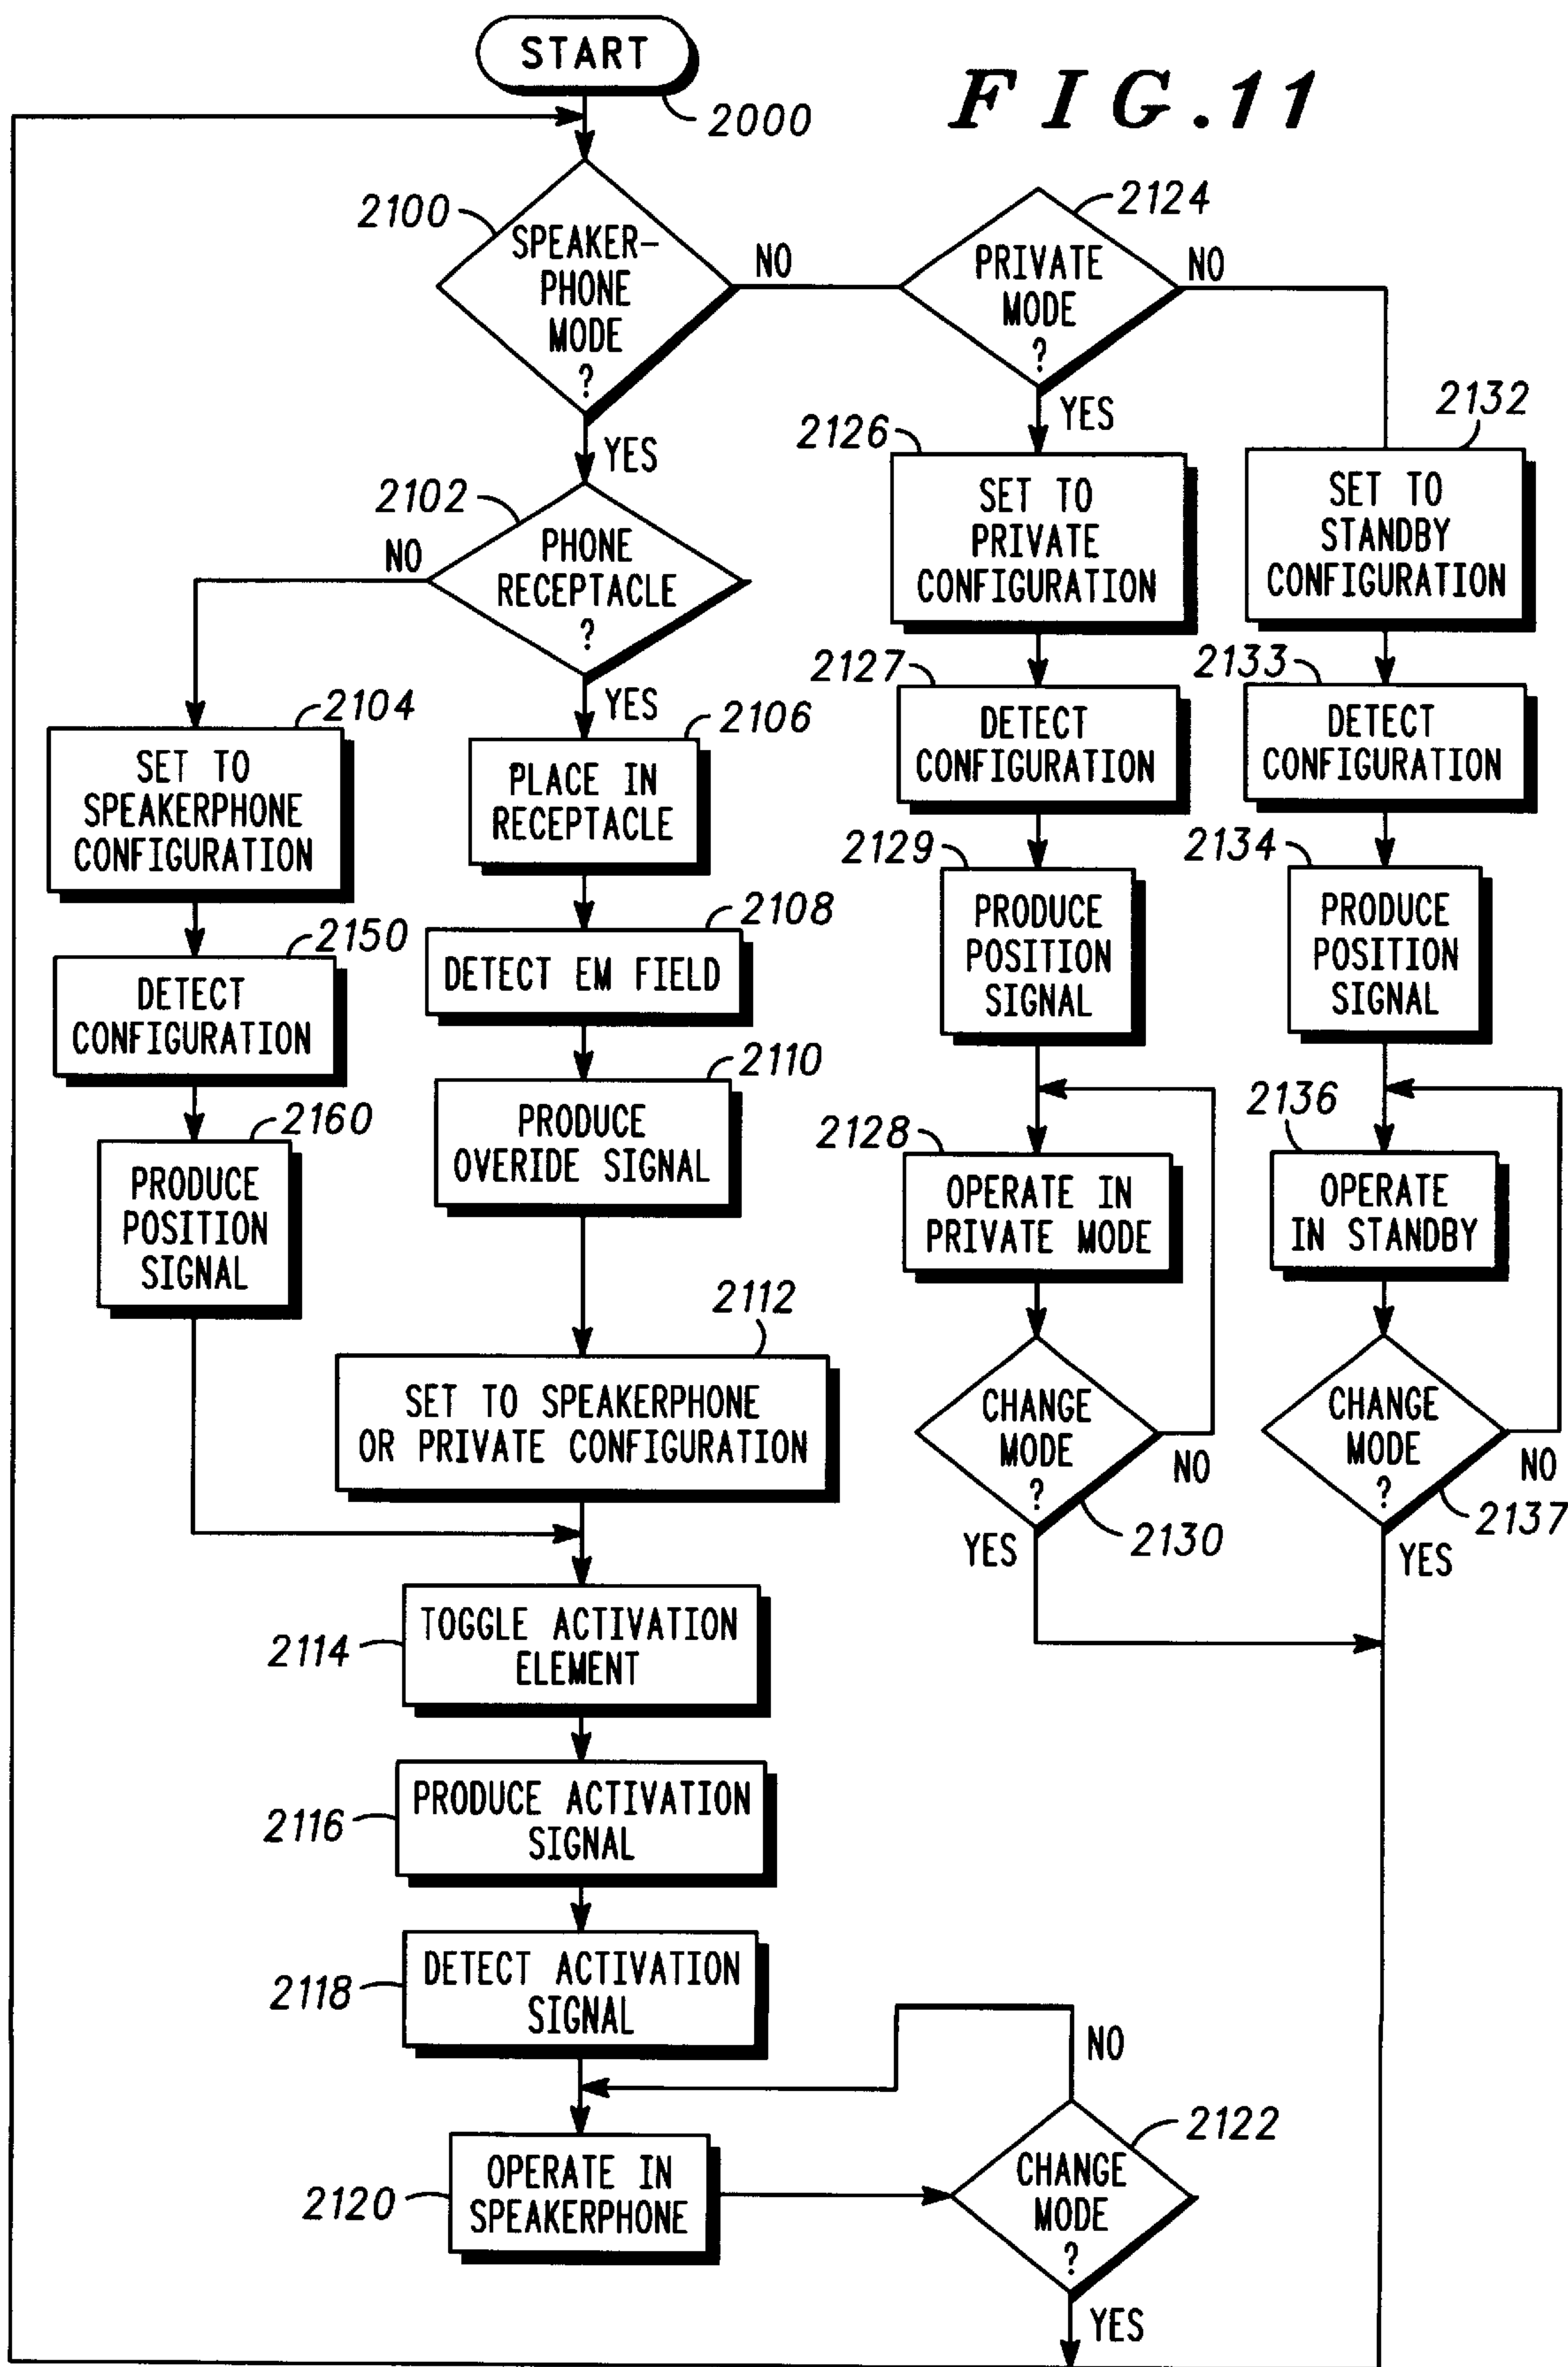 START
FIG.11
2000
2100
SPEAKER-
PHONE
MODE
?
NO
YES
2124
PRIVATE
MODE
?
NO
YES
2102
PHONE
RECEPTACLE
?
NO
YES
2126
SET TO
PRIVATE
CONFIGURATION
2132
SET TO
STANDBY
CONFIGURATION
2104
SET TO
SPEAKERPHONE
CONFIGURATION
2106
PLACE IN
RECEPTACLE
2127
DETECT
CONFIGURATION
2133
DETECT
CONFIGURATION
2150
DETECT
CONFIGURATION
2108
DETECT EM FIELD
2129
PRODUCE
POSITION
SIGNAL
2134
PRODUCE
POSITION
SIGNAL
2160
PRODUCE
POSITION
SIGNAL
2110
PRODUCE
OVERIDE SIGNAL
2128
OPERATE IN
PRIVATE MODE
2136
OPERATE
IN STANDBY
2112
SET TO SPEAKERPHONE
OR PRIVATE CONFIGURATION
CHANGE
MODE
?
NO
YES
2130
CHANGE
MODE
?
NO
YES
2137
2114
TOGGLE ACTIVATION
ELEMENT
2116
PRODUCE ACTIVATION
SIGNAL
2118
DETECT ACTIVATION
SIGNAL
2120
OPERATE IN
SPEAKERPHONE
NO
2122
CHANGE
MODE
?
YES